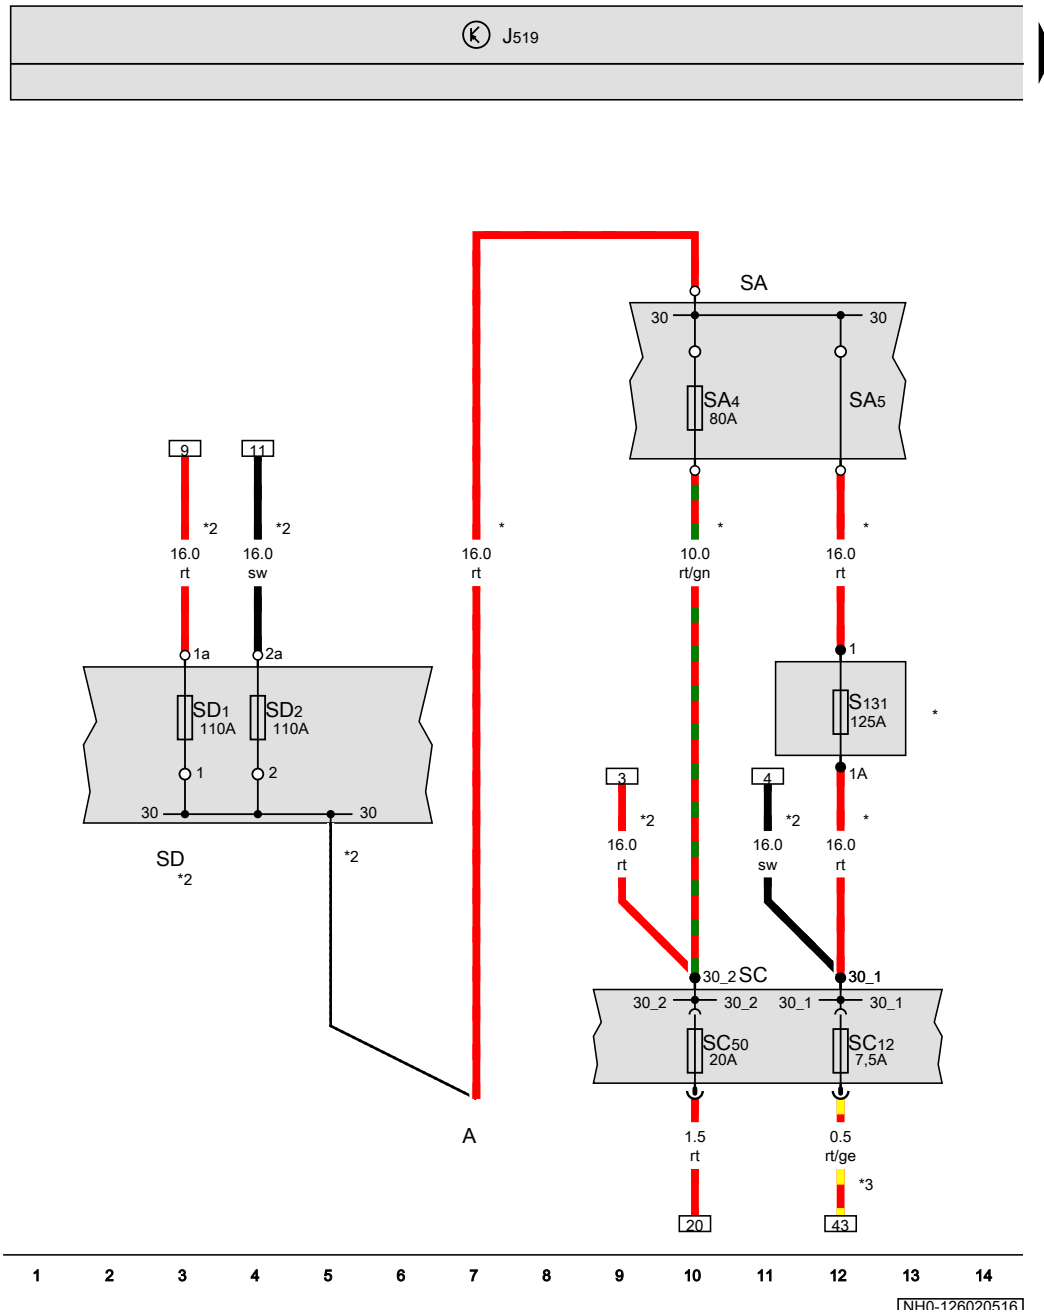 J519
SA
30 30
SA4 SA5
80A
9 11
*2 *2 * * *
16.0 16.0 16.0 10.0 16.0
rt sw rt rt/gn rt
1a 2a 1
SD1 SD2 S131
110A 110A 125A *
1 2 3 4 1A
30 30 *2 *2 *
16.0 16.0 16.0
SD *2 rt sw rt
*2
30_2 SC 30_1
30_2 30_2 30_1 30_1
SC50 SC12
20A 7,5A
A 1.5 0.5
rt rt/ge
*3
20 43
1 2 3 4 5 6 7 8 9 10 11 12 13 14
NH0-126020516